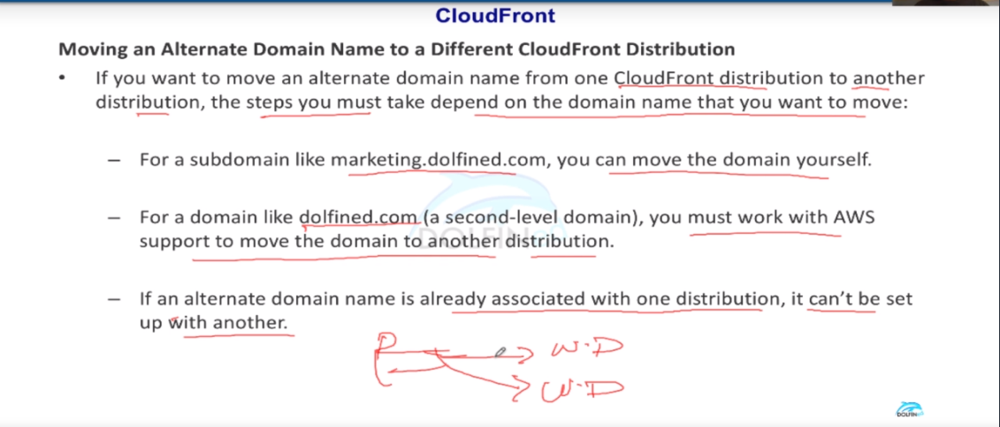 CloudFront
Moving an Alternate Domain Name to a Different CloudFront Distribution
• If you want to move an alternate domain name from one CloudFront distribution to another
distribution, the steps you must take depend on the domain name that you want to move:
– For a subdomain like marketing.dolfined.com, you can move the domain yourself.
– For a domain like dolfined.com (a second-level domain), you must work with AWS
support to move the domain to another distribution.
– If an alternate domain name is already associated with one distribution, it can't be set
up with another.
W.D
W.D
DOLFIN